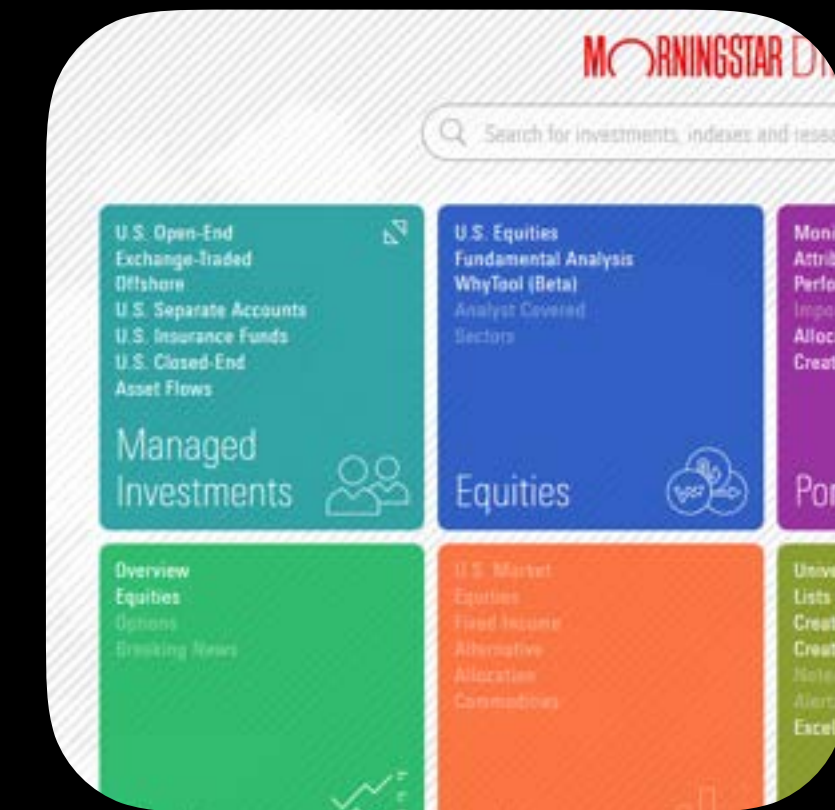 MORNINGSTAR
Search for investments, indexes and
U.S. Open-End
Exchange-Traded
Offshore
U.S. Separate Accounts
U.S. Insurance Funds
U.S. Closed-End
Asset Flows
Managed
Investments
U.S. Equities
Fundamental Analysis
WhyTool (Beta)
Analyst Covered
Sectors
Equities
Overview
Equities
Options
Breaking News
U.S. Market
Equities
Fixed Income
Alternative
Allocation
Commodities
Lists